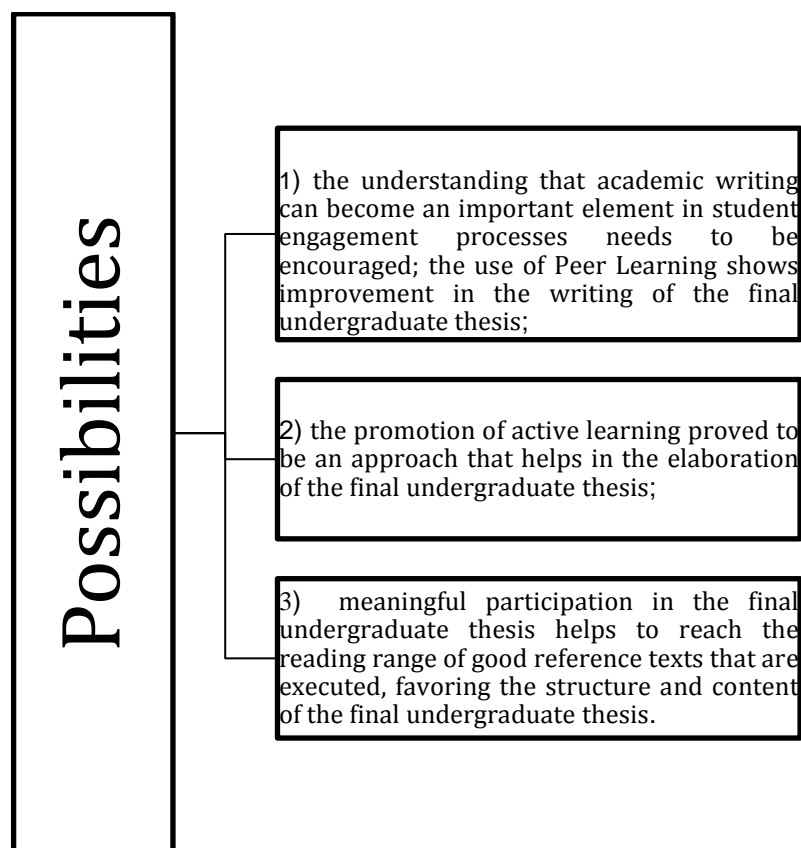 Possibilities
1) the understanding that academic writing
can become an important element in student
engagement processes needs to be
encouraged; the use of Peer Learning shows
improvement in the writing of the final
undergraduate thesis;
2) the promotion of active learning proved to
be an approach that helps in the elaboration
of the final undergraduate thesis;
3) meaningful participation in the final
undergraduate thesis helps to reach the
reading range of good reference texts that are
executed, favoring the structure and content
of the final undergraduate thesis.